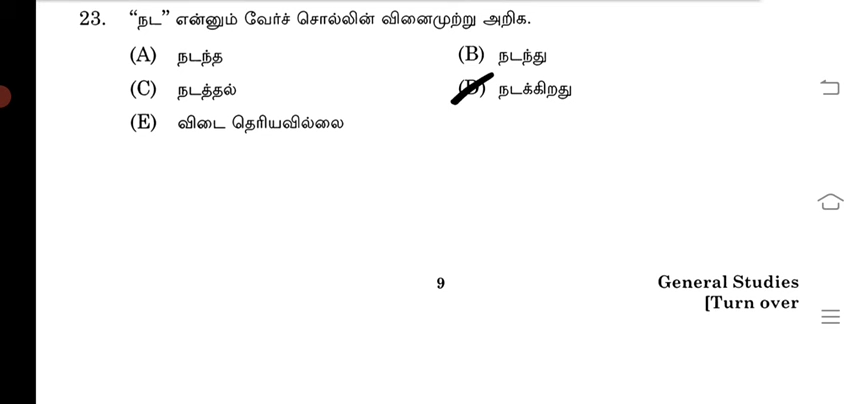 23. “நட” என்னும் வேர்ச் சொல்லின் வினைமுற்று அறிக.
(A) நடந்த (B) நடந்து
(C) நடத்தல் (D) நடக்கிறது
(E) விடை தெரியவில்லை
9 General Studies
[Turn over